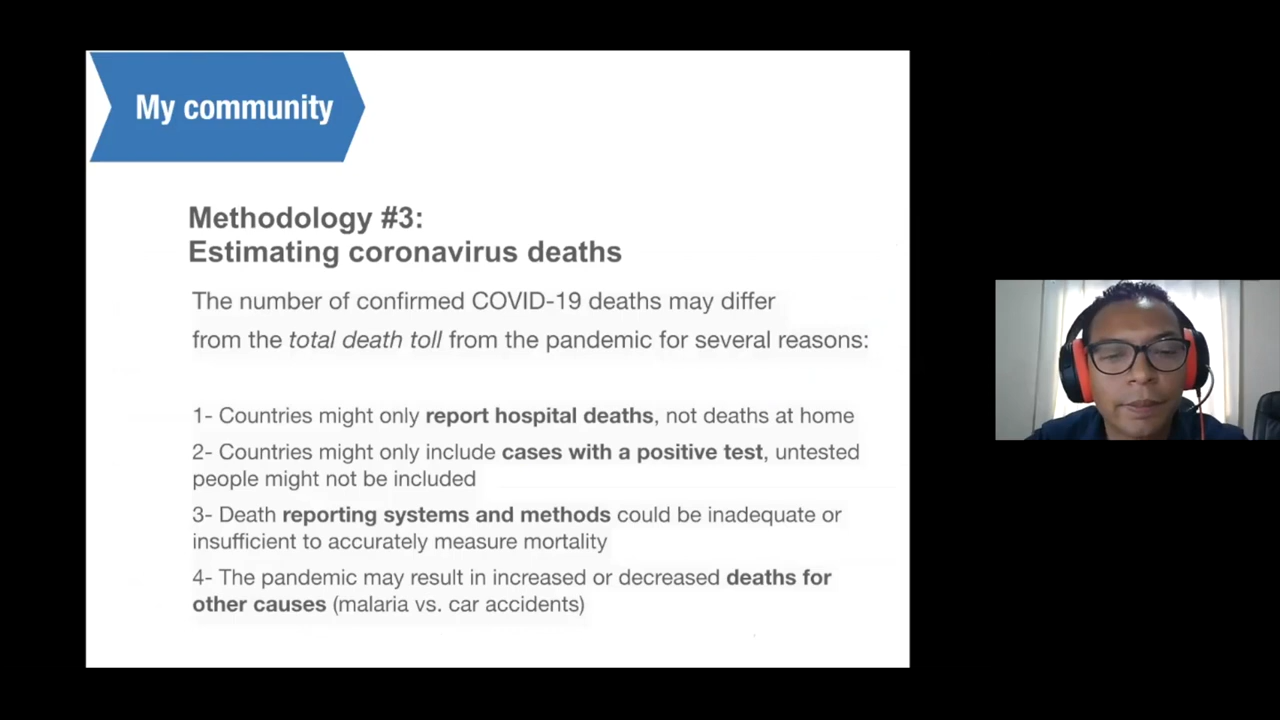 My community
Methodology #3:
Estimating coronavirus deaths
The number of confirmed COVID-19 deaths may differ
from the total death toll from the pandemic for several reasons:
1- Countries might only report hospital deaths, not deaths at home
2- Countries might only include cases with a positive test, untested
people might not be included
3- Death reporting systems and methods could be inadequate or
insufficient to accurately measure mortality
4- The pandemic may result in increased or decreased deaths for
other causes (malaria vs. car accidents)